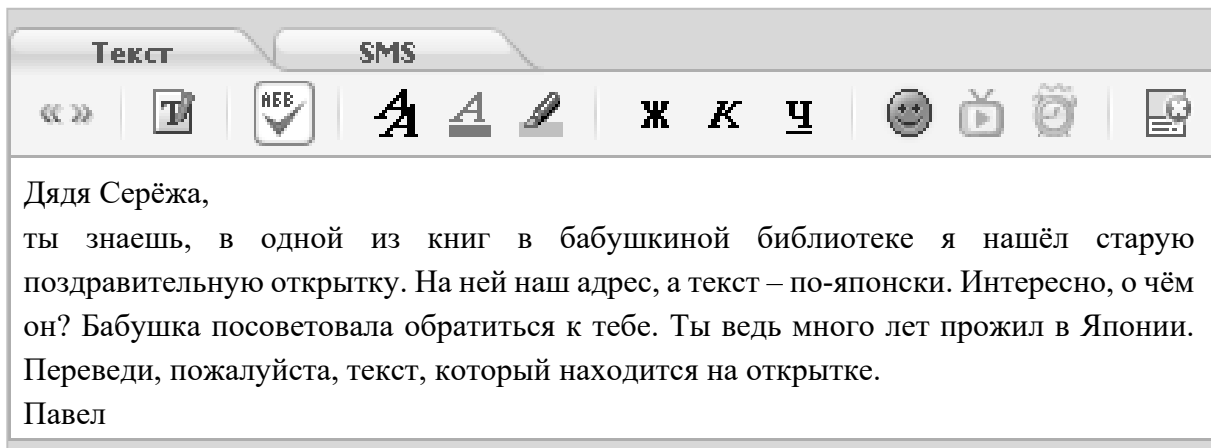 Текст SMS
АБВ Ж К Ч
Дядя Серёжа,
ты знаешь, в одной из книг в бабушкиной библиотеке я нашёл старую
поздравительную открытку. На ней наш адрес, а текст – по-японски. Интересно, о чём
он? Бабушка посоветовала обратиться к тебе. Ты ведь много лет прожил в Японии.
Переведи, пожалуйста, текст, который находится на открытке.
Павел